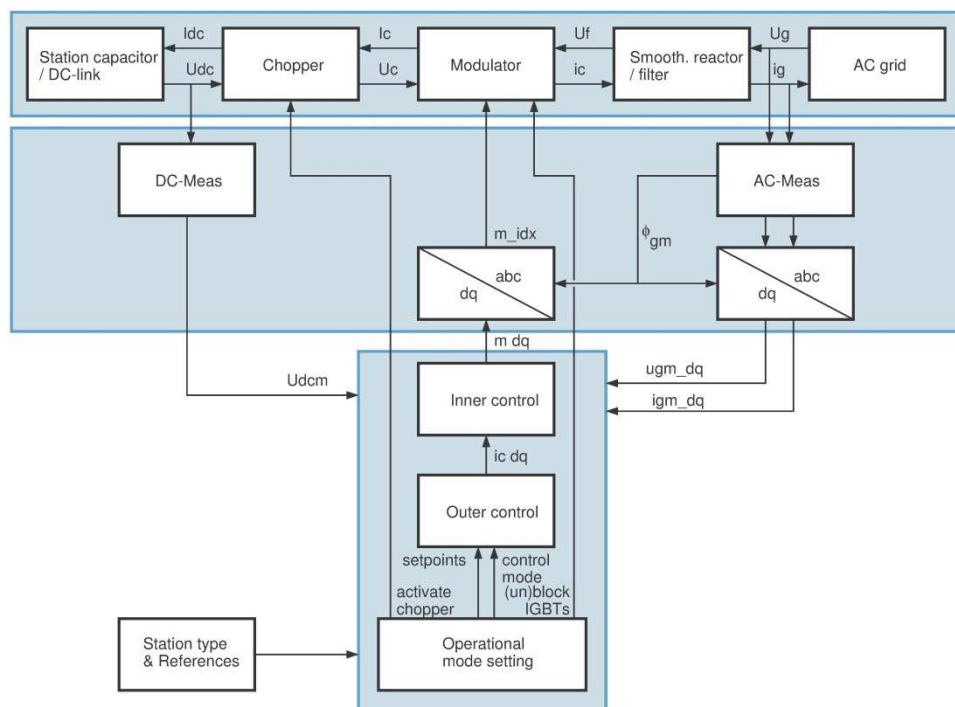 Idc
Ic
Uf
Ug
Station capacitor
/ DC-link
Chopper
Modulator
Smooth. reactor
/ filter
AC grid
Udc
Uc
ic
ig
DC-Meas
AC-Meas
m_idx
ϕgm
abc
dq
abc
dq
m dq
Udcm
ugm_dq
igm_dq
Inner control
ic dq
Outer control
setpoints
control
mode
activate
chopper
(un)block
IGBTs
Station type
& References
Operational
mode setting